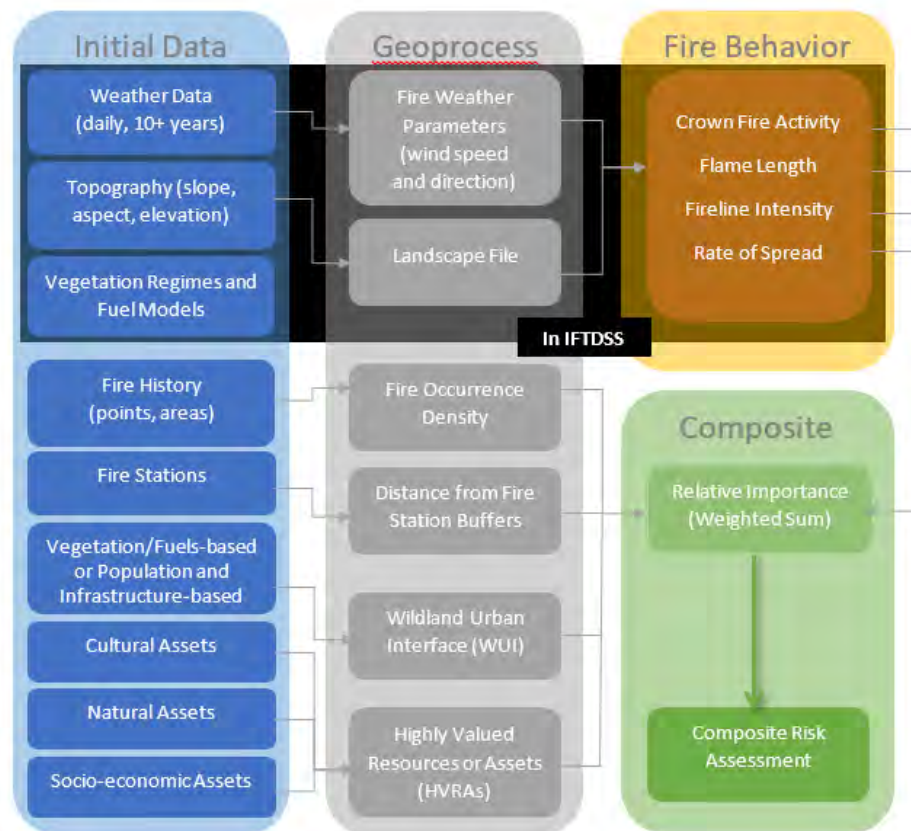 Initial Data
Weather Data
(daily, 10+ years)
Topography (slope,
aspect, elevation)
Vegetation Regimes and
Fuel Models
Fire History
(points, areas)
Fire Stations
Vegetation/Fuels-based
or Population and
Infrastructure-based
Cultural Assets
Natural Assets
Socio-economic Assets
Geoprocess
Fire Weather
Parameters
(wind speed
and direction)
Landscape File
In IFTDSS
Fire Occurrence
Density
Distance from Fire
Station Buffers
Wildland Urban
Interface (WUI)
Highly Valued
Resources or Assets
(HVRAs)
Fire Behavior
Crown Fire Activity
Flame Length
Fireline Intensity
Rate of Spread
Composite
Relative Importance
(Weighted Sum)
Composite Risk
Assessment